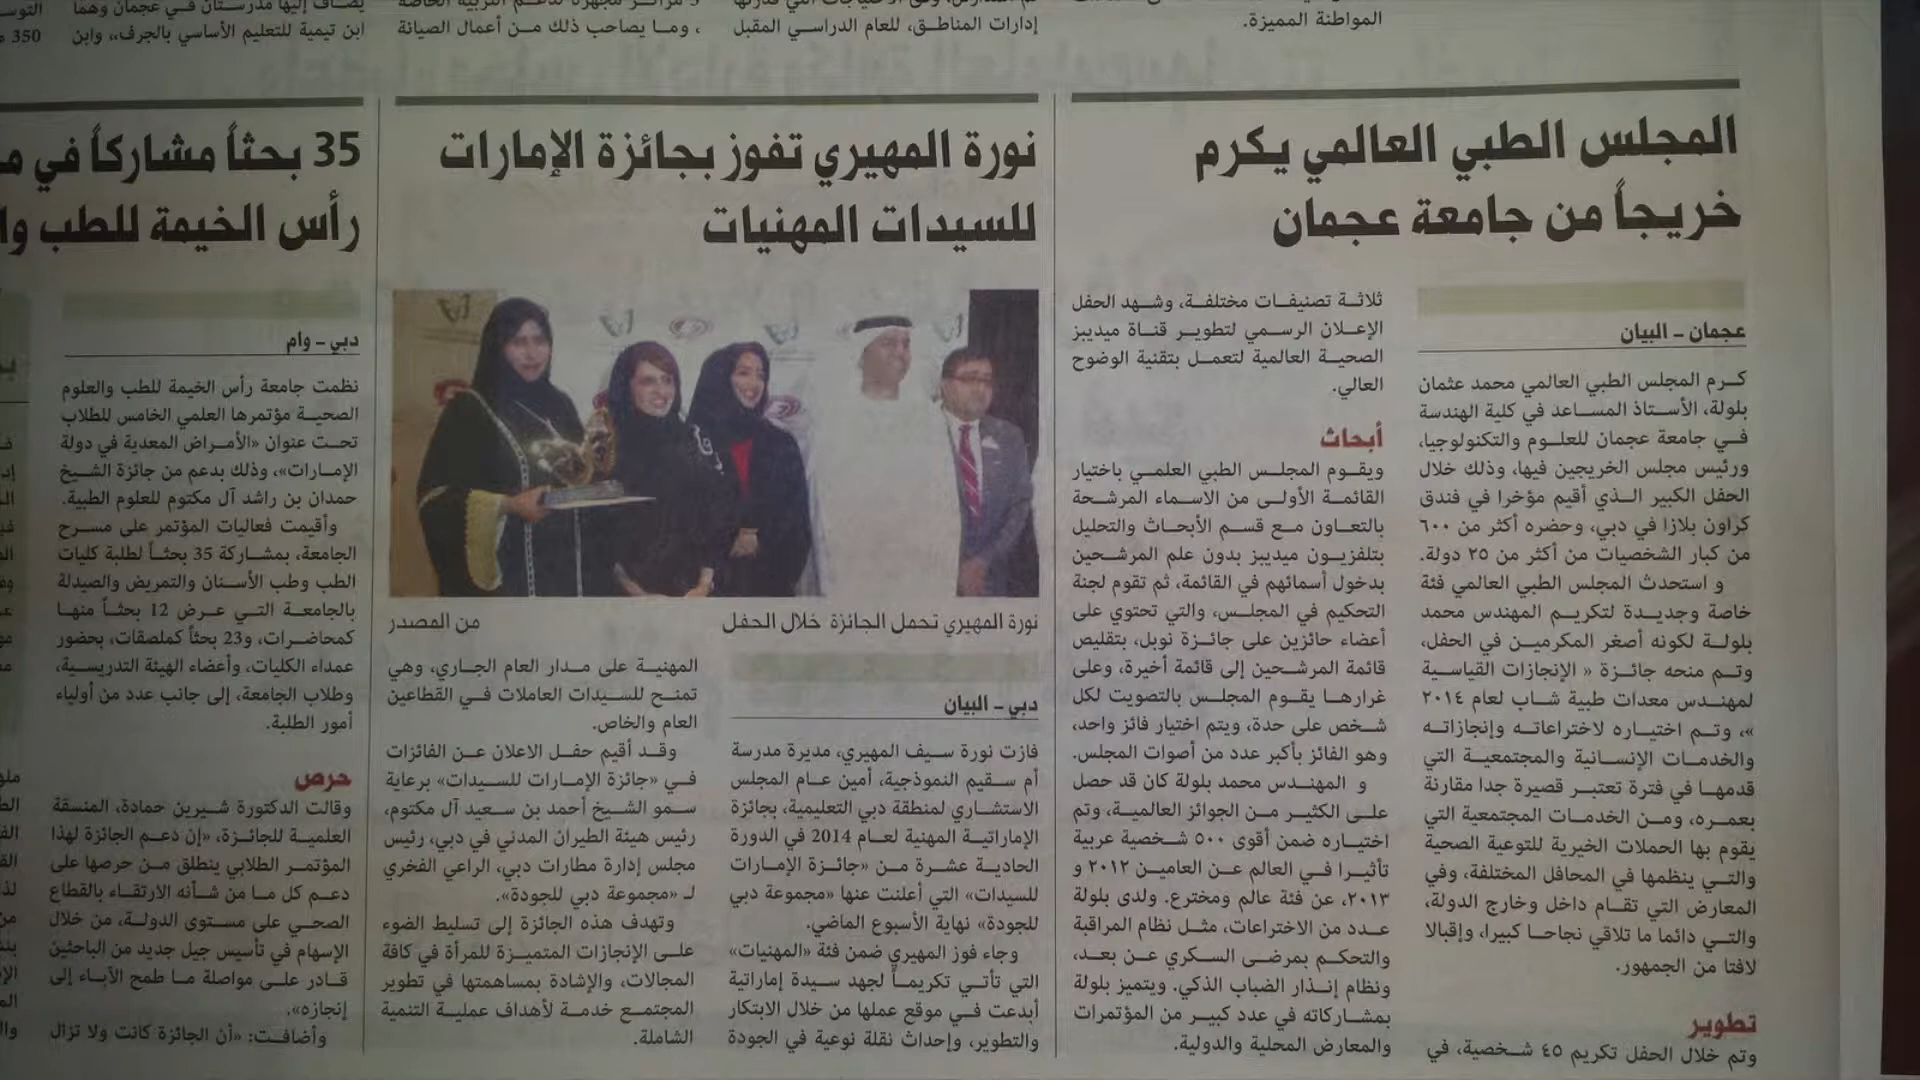 المواطنة المميزة.
إدارات المناطق، للعام الدراسي المقبل
، وما يصاحب ذلك من أعمال الصيانة
يضاف إليها مدرستان في عجمان وهما
ابن تيمية للتعليم الأساسي بالجرف»، وابن
350
المجلس الطبي العالمي يكرم
خريجاً من جامعة عجمان
عجمان - البيان
كرم المجلس الطبي العالمي محمد عثمان
بلولة، الأستاذ المساعد في كلية الهندسة
في جامعة عجمان للعلوم والتكنولوجيا،
ورئيس مجلس الخريجين فيها، وذلك خلال
الحفل الكبير الذي أقيم مؤخرا في فندق
كراون بلازا في دبي، وحضره أكثر من ٦٠٠
من كبار الشخصيات من أكثر من ٢٥ دولة.
و استحدث المجلس الطبي العالمي فئة
خاصة وجديدة لتكريم المهندس محمد
بلولة لكونه أصغر المكرمين في الحفل،
وتم منحه جائزة « الإنجازات القياسية
لمهندس معدات طبية شاب لعام ٢٠١٤
»، وتم اختياره لاختراعاته وإنجازاته
والخدمات الإنسانية والمجتمعية التي
قدمها في فترة تعتبر قصيرة جدا مقارنة
بعمره، ومن الخدمات المجتمعية التي
يقوم بها الحملات الخيرية للتوعية الصحية
والتي ينظمها في المحافل المختلفة، وفي
المعارض التي تقام داخل وخارج الدولة،
والتي دائما ما تلاقي نجاحا كبيرا، وإقبالا
لافتا من الجمهور.
تطوير
وتم خلال الحفل تكريم ٤٥ شخصية، في
ثلاثة تصنيفات مختلفة، وشهد الحفل
الإعلان الرسمي لتطوير قناة ميديبز
الصحية العالمية لتعمل بتقنية الوضوح
العالي.
أبحاث
ويقوم المجلس الطبي العلمي باختيار
القائمة الأولى من الاسماء المرشحة
بالتعاون مع قسم الأبحاث والتحليل
بتلفزيون ميديبز بدون علم المرشحين
بدخول أسمائهم في القائمة، ثم تقوم لجنة
التحكيم في المجلس، والتي تحتوي على
أعضاء حائزين على جائزة نوبل، بتقليص
قائمة المرشحين إلى قائمة أخيرة، وعلى
غرارها يقوم المجلس بالتصويت لكل
شخص على حدة، ويتم اختيار فائز واحد،
وهو الفائز بأكبر عدد من أصوات المجلس.
و المهندس محمد بلولة كان قد حصل
على الكثير من الجوائز العالمية، وتم
اختياره ضمن أقوى ٥٠٠ شخصية عربية
تأثيرا في العالم عن العامين ٢٠١٢ و
٢٠١٣، عن فئة عالم ومخترع. ولدى بلولة
عدد من الاختراعات، مثل نظام المراقبة
والتحكم بمرضى السكري عن بعد،
ونظام إنذار الضباب الذكي. ويتميز بلولة
بمشاركاته في عدد كبير من المؤتمرات
والمعارض المحلية والدولية.
نورة المهيري تفوز بجائزة الإمارات
للسيدات المهنيات
نورة المهيري تحمل الجائزة خلال الحفل
من المصدر
دبي - البيان
فازت نورة سيف المهيري، مديرة مدرسة
أم سقيم النموذجية، أمين عام المجلس
الاستشاري لمنطقة دبي التعليمية، بجائزة
الإماراتية المهنية لعام 2014 في الدورة
الحادية عشرة من «جائزة الإمارات
للسيدات» التي أعلنت عنها «مجموعة دبي
للجودة» نهاية الأسبوع الماضي.
وجاء فوز المهيري ضمن فئة «المهنيات»
التي تأتي تكريماً لجهد سيدة إماراتية
أبدعت في موقع عملها من خلال الابتكار
والتطوير، وإحداث نقلة نوعية في الجودة
المهنية على مدار العام الجاري، وهي
تمنح للسيدات العاملات في القطاعين
العام والخاص.
وقد أقيم حفل الاعلان عن الفائزات
في «جائزة الإمارات للسيدات» برعاية
سمو الشيخ أحمد بن سعيد آل مكتوم،
رئيس هيئة الطيران المدني في دبي، رئيس
مجلس إدارة مطارات دبي، الراعي الفخري
لـ «مجموعة دبي للجودة».
وتهدف هذه الجائزة إلى تسليط الضوء
على الإنجازات المتميزة للمرأة في كافة
المجالات، والإشادة بمساهمتها في تطوير
المجتمع خدمة لأهداف عملية التنمية
الشاملة.
35 بحثاً مشاركاً في
رأس الخيمة للطب
دبي - وام
نظمت جامعة رأس الخيمة للطب والعلوم
الصحية مؤتمرها العلمي الخامس للطلاب
تحت عنوان «الأمراض المعدية في دولة
الإمارات»، وذلك بدعم من جائزة الشيخ
حمدان بن راشد آل مكتوم للعلوم الطبية.
وأقيمت فعاليات المؤتمر على مسرح
الجامعة، بمشاركة 35 بحثاً لطلبة كليات
الطب وطب الأسنان والتمريض والصيدلة
بالجامعة التي عرض 12 بحثاً منها
كمحاضرات، و23 بحثاً كملصقات، بحضور
عمداء الكليات، وأعضاء الهيئة التدريسية،
وطلاب الجامعة، إلى جانب عدد من أولياء
أمور الطلبة.
حرص
وقالت الدكتورة شيرين حمادة، المنسقة
العلمية للجائزة، «إن دعم الجائزة لهذا
المؤتمر الطلابي ينطلق من حرصها على
دعم كل ما من شأنه الارتقاء بالقطاع
الصحي على مستوى الدولة، من خلال
الإسهام في تأسيس جيل جديد من الباحثين
قادر على مواصلة ما طمح الآباء إلى
إنجازه».
وأضافت: «أن الجائزة كانت ولا تزال